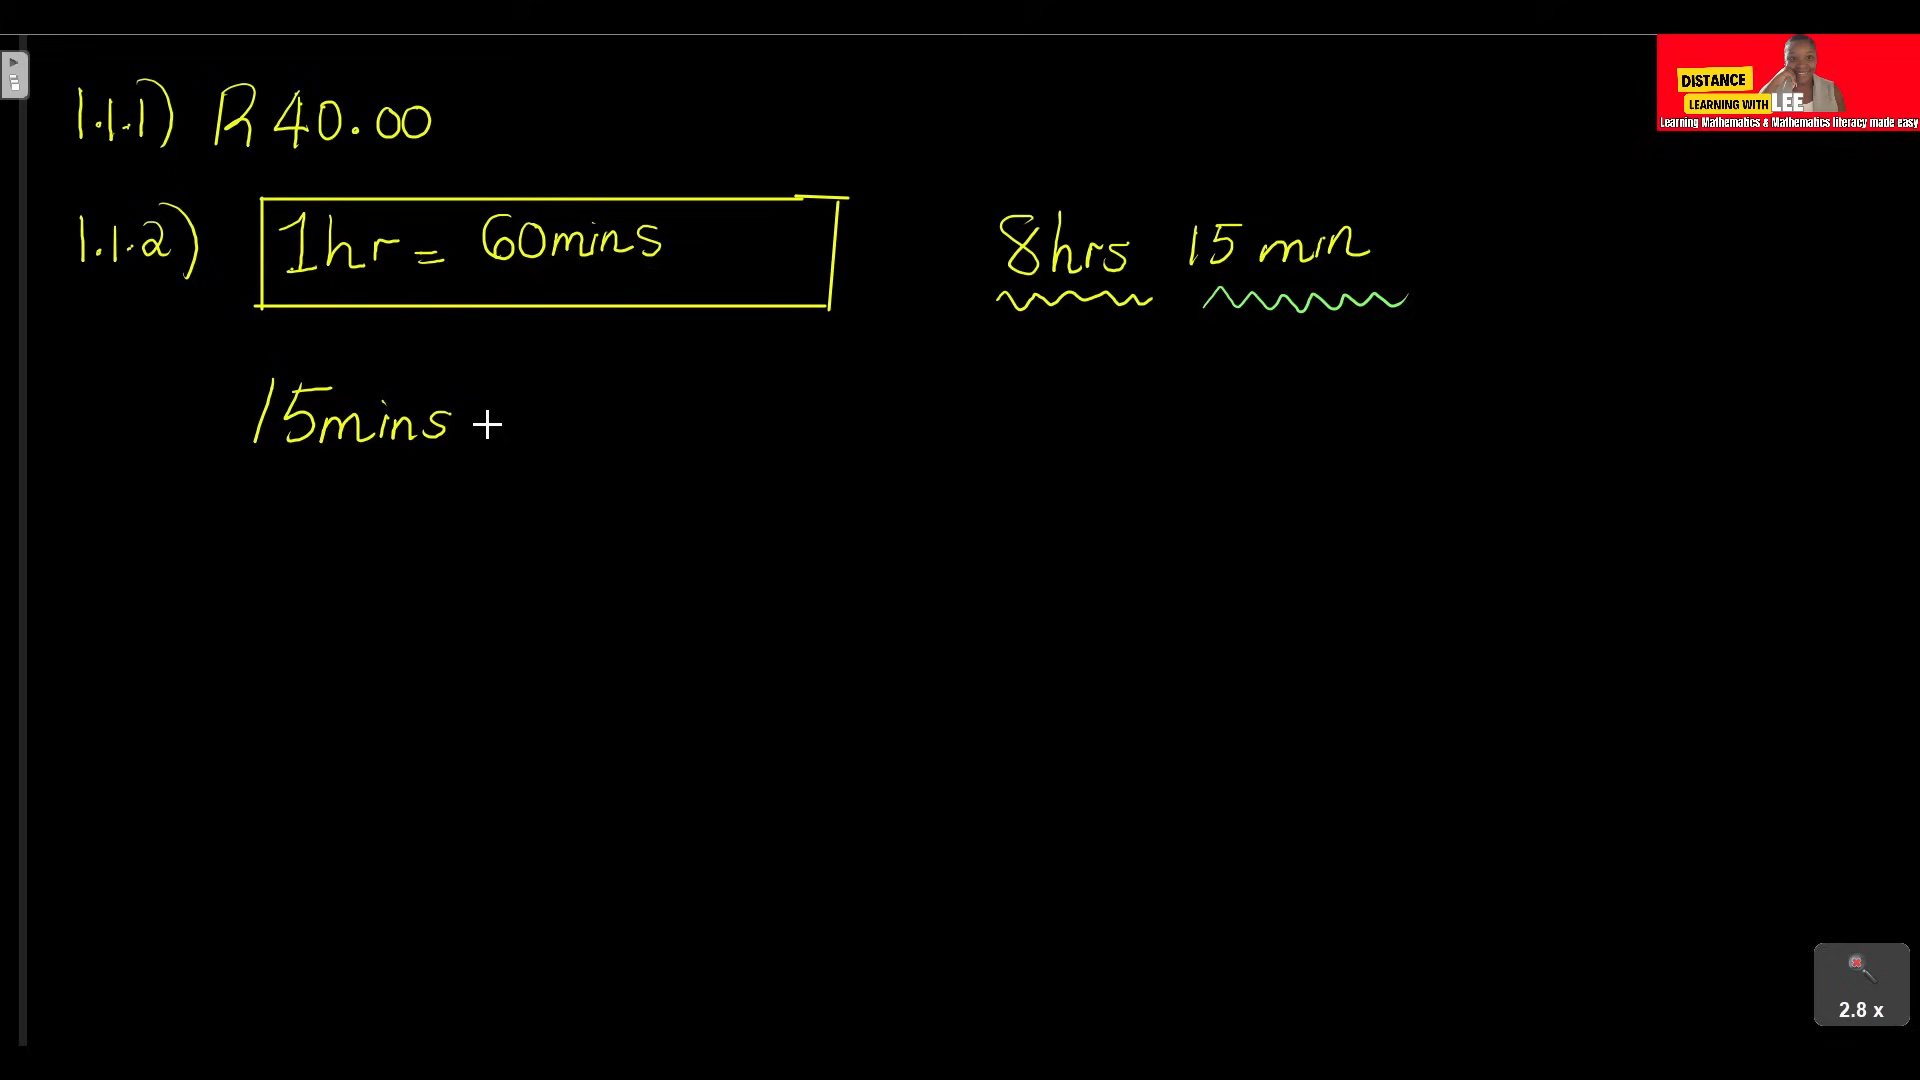 1.1.1) R40.00
1.1.2) 1hr = 60mins
8hrs 15 min
15mins
DISTANCE
LEARNING WITH LEE
Learning Mathematics & Mathematics literacy made easy
2.8 x